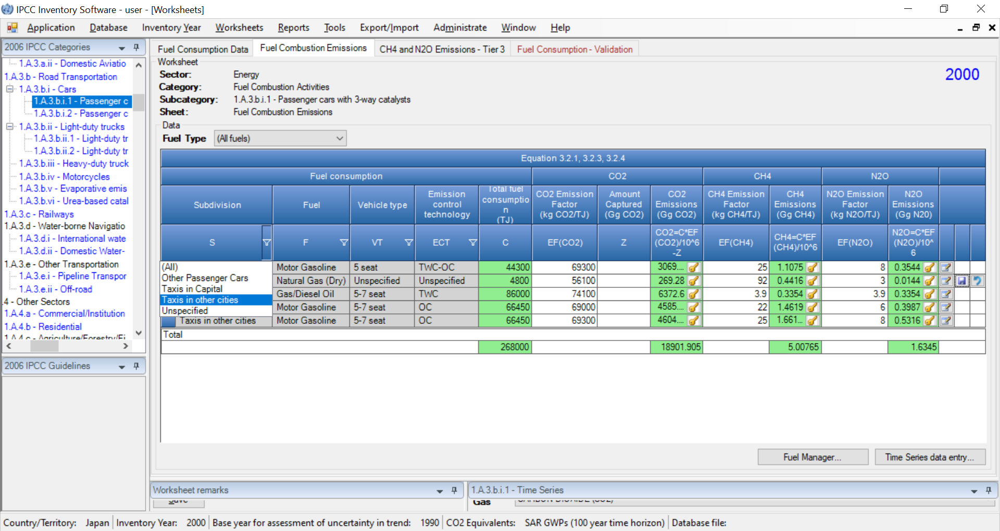 IPCC Inventory Software - user - [Worksheets]
Application Database Inventory Year Worksheets Reports Tools Export/Import Administrate Window Help
2006 IPCC Categories
1.A.3.a.ii - Domestic Aviatio
1.A.3.b - Road Transportation
1.A.3.b.i - Cars
1.A.3.b.i.1 - Passenger c
1.A.3.b.i.2 - Passenger c
1.A.3.b.ii - Light-duty trucks
1.A.3.b.ii.1 - Light-duty tr
1.A.3.b.ii.2 - Light-duty tr
1.A.3.b.iii - Heavy-duty truck
1.A.3.b.iv - Motorcycles
1.A.3.b.v - Evaporative emis
1.A.3.b.vi - Urea-based catal
1.A.3.c - Railways
1.A.3.d - Water-borne Navigatio
1.A.3.d.i - International wate
1.A.3.d.ii - Domestic Water-
1.A.3.e - Other Transportation
1.A.3.e.i - Pipeline Transpor
1.A.3.e.ii - Off-road
.4 - Other Sectors
1.A.4.a - Commercial/Institution
1.A.4.b - Residential
1.A.4.c - Agriculture/Forestry/Fi
2006 IPCC Guidelines
Fuel Consumption Data Fuel Combustion Emissions CH4 and N2O Emissions - Tier 3 Fuel Consumption - Validation
Worksheet
2000
Sector: Energy
Category: Fuel Combustion Activities
Subcategory: 1.A.3.b.i.1 - Passenger cars with 3-way catalysts
Sheet: Fuel Combustion Emissions
Data
Fuel Type (All fuels)
Equation 3.2.1, 3.2.3, 3.2.4
Fuel consumption CO2 CH4 N2O
Subdivision
Fuel
Vehicle type
Emission
control
technology
Total fuel
consumptio
n
(TJ)
CO2 Emission
Factor
(kg CO2/TJ)
Amount
Captured
(Gg CO2)
CO2
Emissions
(Gg CO2)
CH4 Emission
Factor
(kg CH4/TJ)
CH4
Emissions
(Gg CH4)
N2O Emission
Factor
(kg N2O/TJ)
N2O
Emissions
(Gg N20)
S
F
VT
ECT
C
EF(CO2)
Z
CO2=C*EF
(CO2)/10^6
-Z
EF(CH4)
CH4=C*EF
(CH4)/10^6
EF(N2O)
N2O=C*EF
(N2O)/10^
6
(All)
Other Passenger Cars
Taxis in Capital
Taxis in other cities
Unspecified
Motor Gasoline 5 seat TWC-OC 44300 69300 3069.... 25 1.1075 8 0.3544
Natural Gas (Dry) Unspecified Unspecified 4800 56100 269.28 92 0.4416 3 0.0144
Gas/Diesel Oil 5-7 seat TWC 86000 74100 6372.6 3.9 0.3354 3.9 0.3354
Motor Gasoline 5-7 seat OC 66450 69000 4585.... 22 1.4619 6 0.3987
Taxis in other cities Motor Gasoline 5-7 seat OC 66450 69300 4604.... 25 1.661... 8 0.5316
Total
268000 18901.905 5.00765 1.6345
Fuel Manager... Time Series data entry...
Worksheet remarks
Save
1.A.3.b.i.1 - Time Series
Gas CARBON DIOXIDE (CO2)
Country/Territory: Japan Inventory Year: 2000 Base year for assessment of uncertainty in trend: 1990 CO2 Equivalents: SAR GWPs (100 year time horizon) Database file: